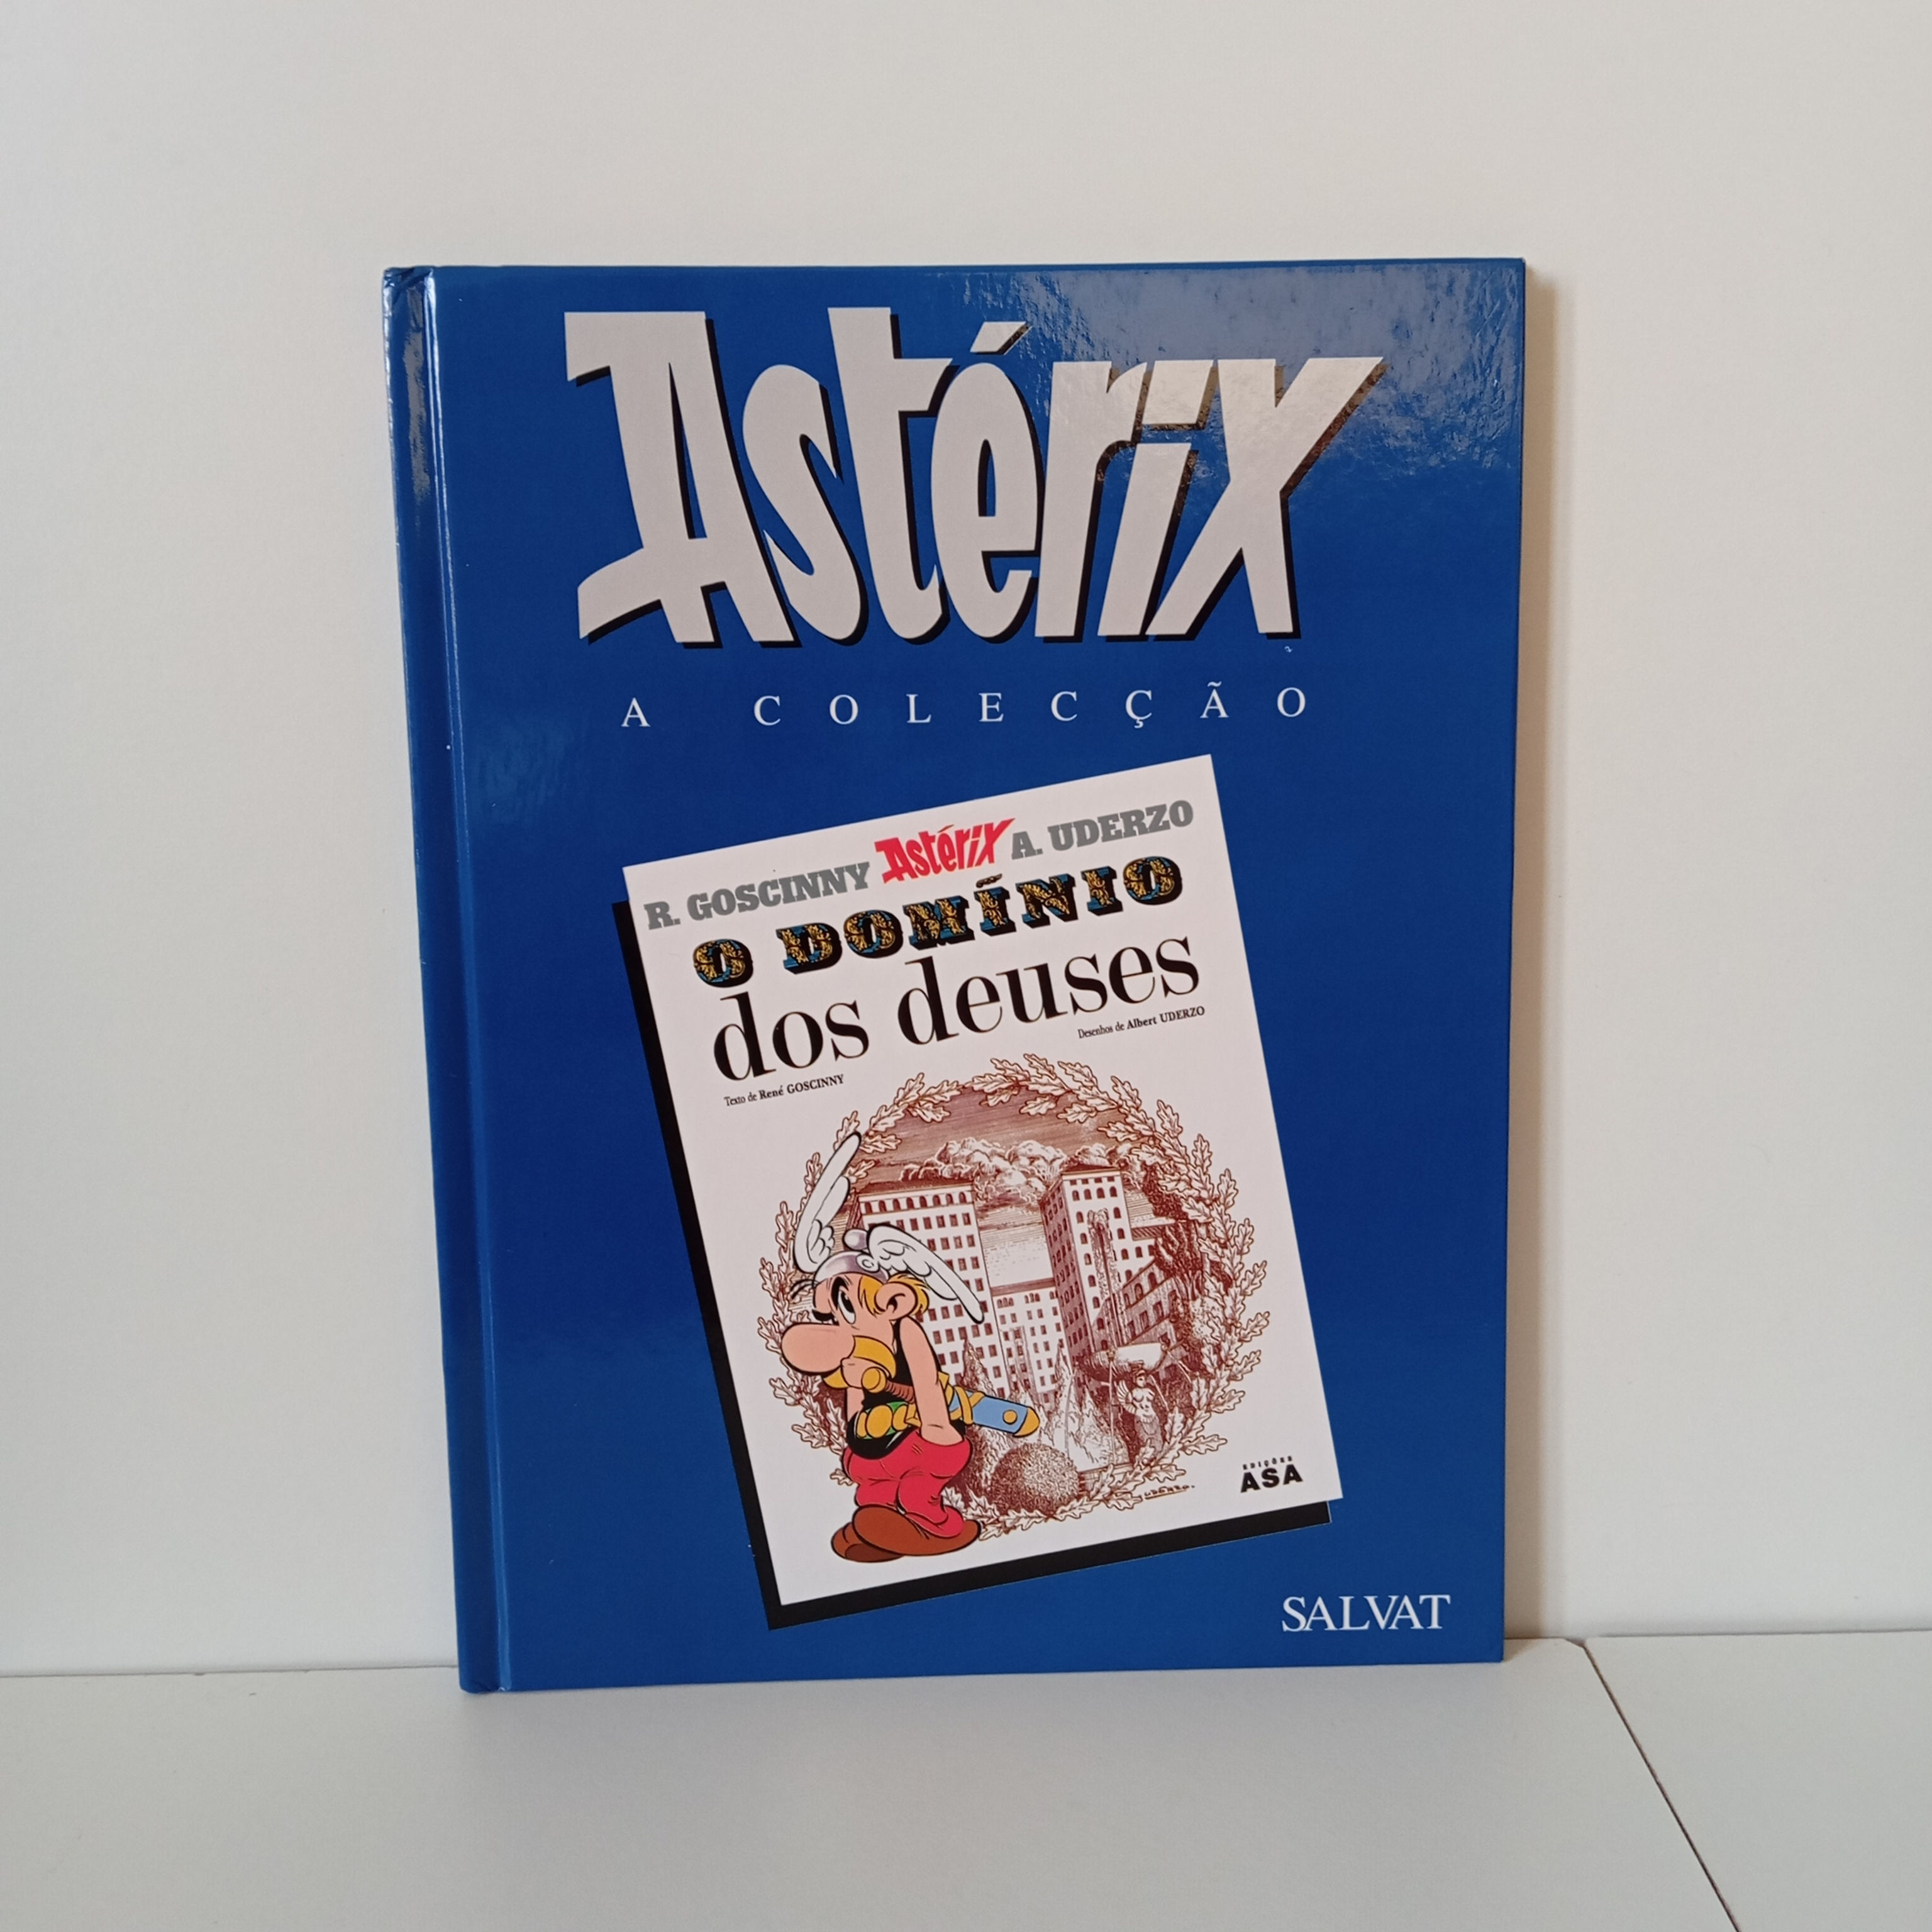 Astérix
A COLECÇÃO
R. GOSCINNY Astérix A. UDERZO
O DOMÍNIO
dos deuses
Texto de René GOSCINNY
Desenhos de Albert UDERZO
UDERZO.
EDIÇÕES
ASA
SALVAT